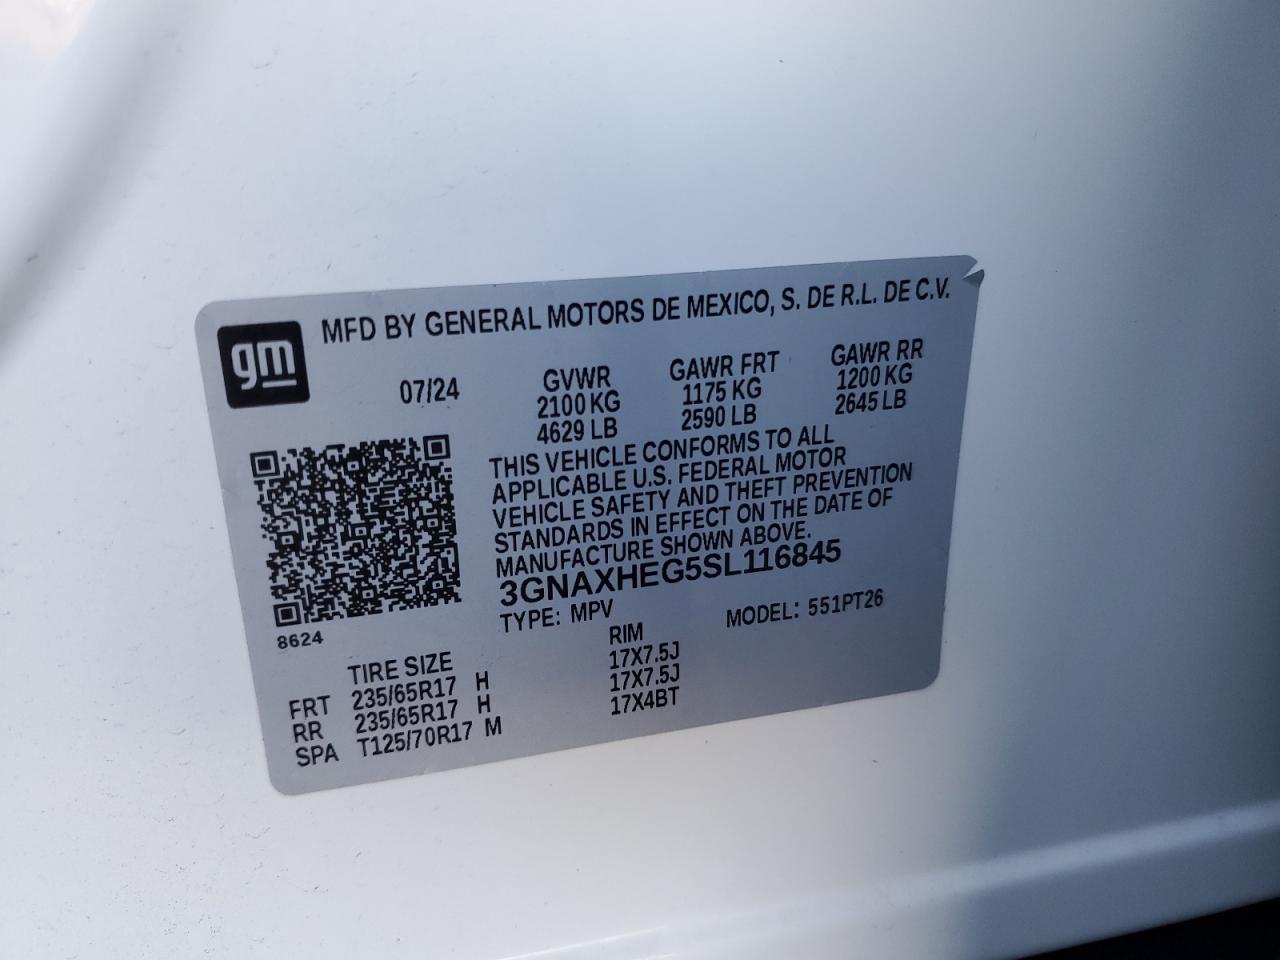 gm
MFD BY GENERAL MOTORS DE MEXICO, S. DE R.L. DE C.V.
07/24 GVWR GAWR FRT GAWR RR
2100 KG 1175 KG 1200 KG
4629 LB 2590 LB 2645 LB
THIS VEHICLE CONFORMS TO ALL
APPLICABLE U.S. FEDERAL MOTOR
VEHICLE SAFETY AND THEFT PREVENTION
STANDARDS IN EFFECT ON THE DATE OF
MANUFACTURE SHOWN ABOVE.
3GNAXHEG5SL116845
TYPE: MPV MODEL: 551PT26
8624
TIRE SIZE RIM
FRT 235/65R17 H 17X7.5J
RR 235/65R17 H 17X7.5J
SPA T125/70R17 M 17X4BT